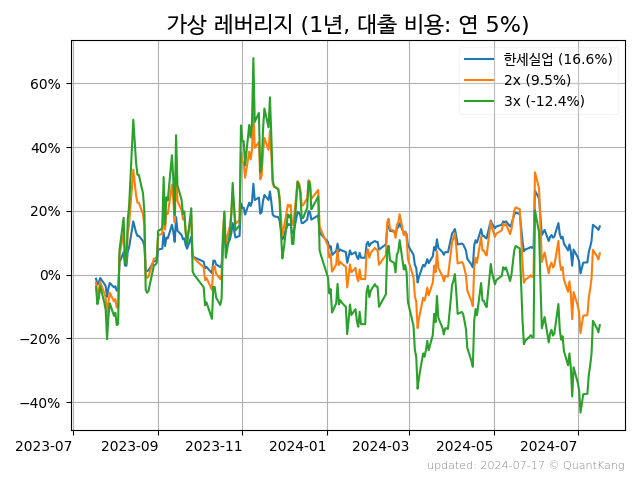 가상 레버리지 (1년, 대출 비용: 연 5%)
한세실업 (16.6%)
2x (9.5%)
3x (-12.4%)
60%
40%
20%
0%
−20%
−40%
2023-07 2023-09 2023-11 2024-01 2024-03 2024-05 2024-07
updated: 2024-07-17 © QuantKang